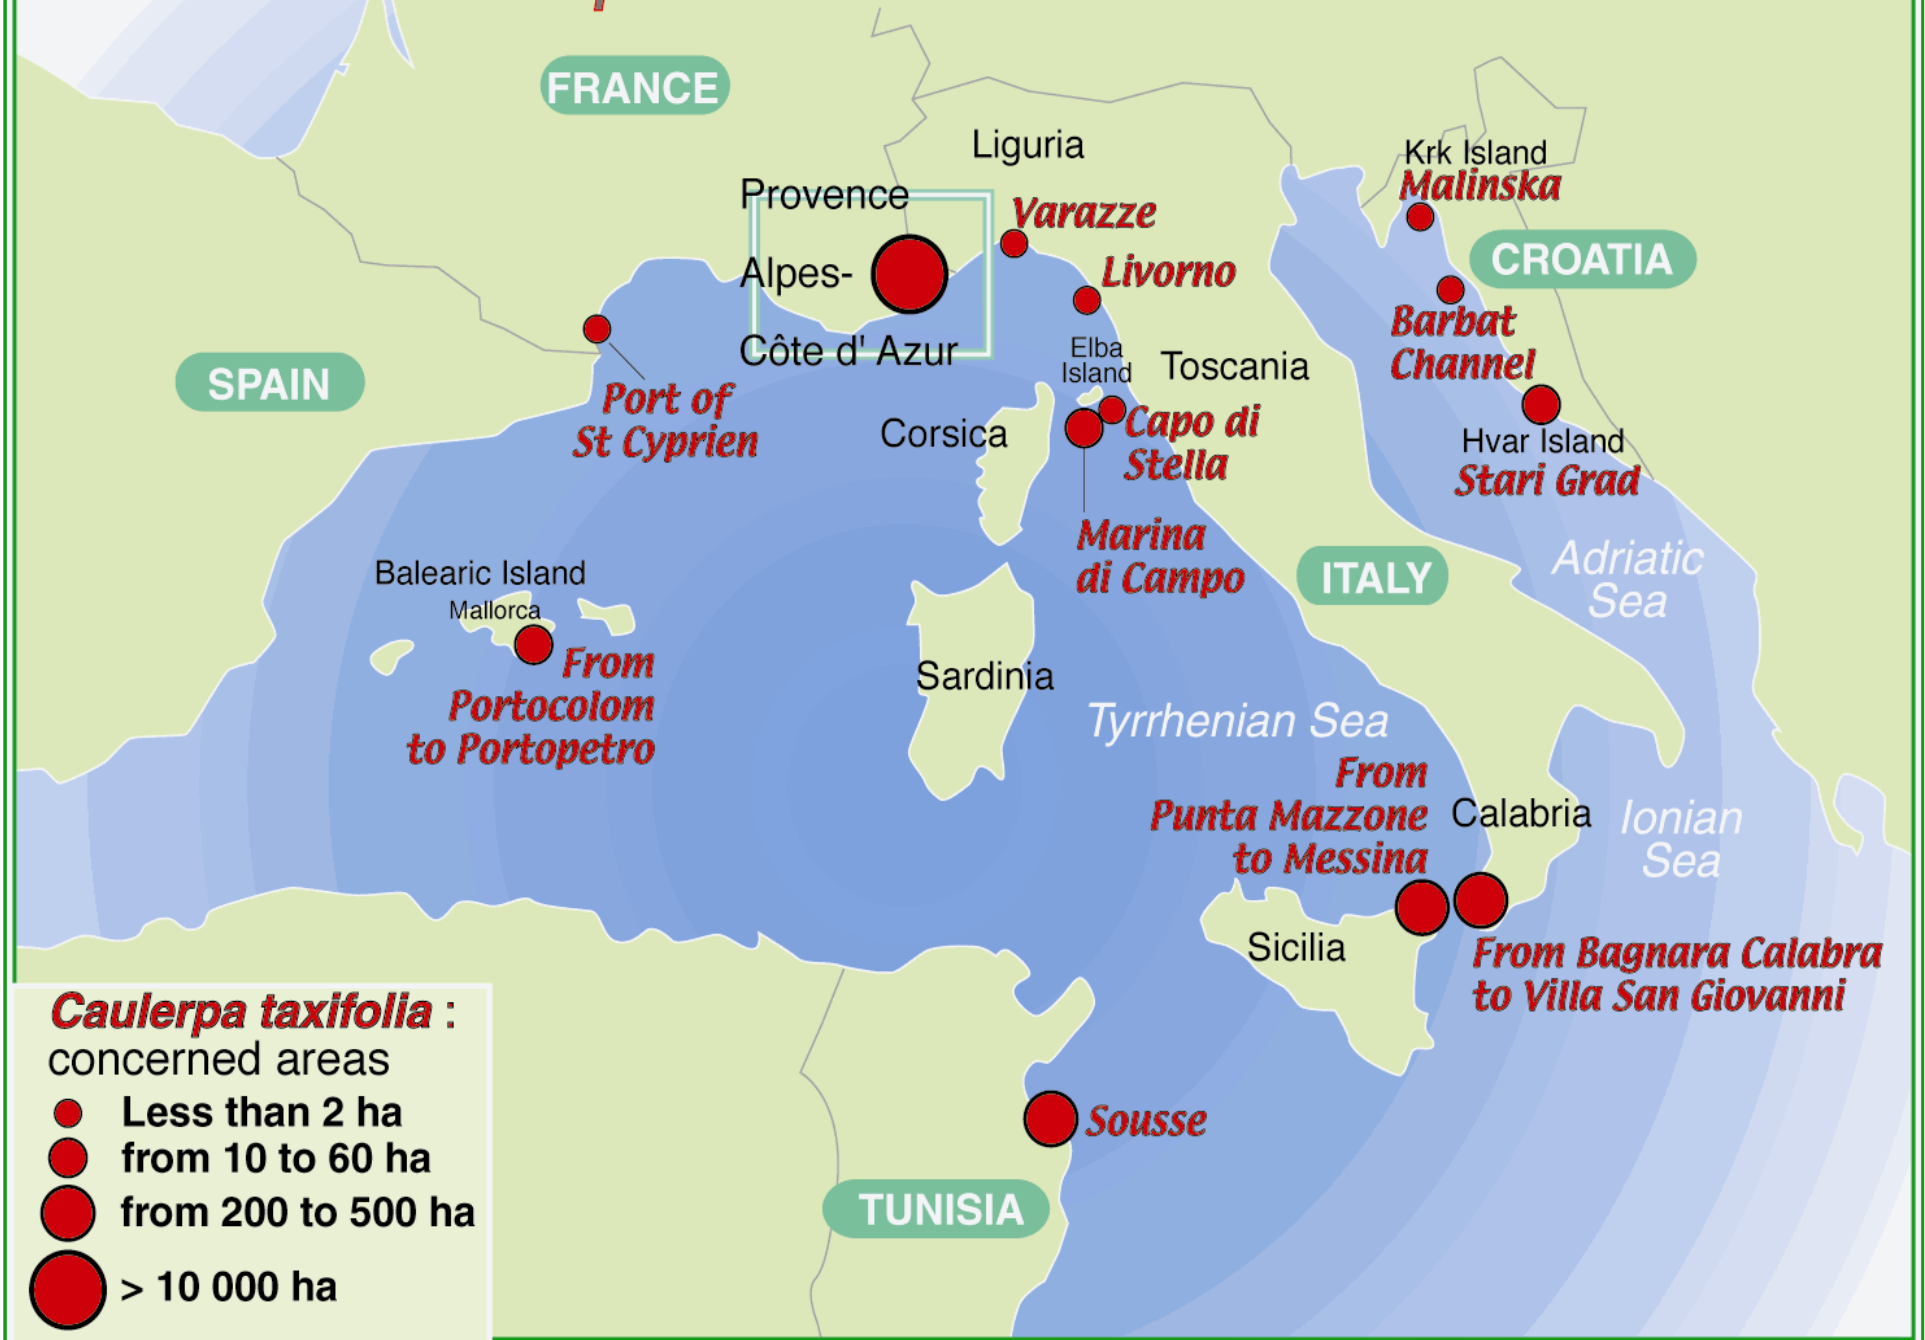 FRANCE
Liguria
Krk Island
Malinska
Provence
Varazze
CROATIA
Alpes-
Livorno
Barbat
Channel
Côte d' Azur
Elba
Island
Toscania
SPAIN
Port of
St Cyprien
Corsica
Capo di
Stella
Hvar Island
Stari Grad
Marina
di Campo
ITALY
Adriatic
Sea
Balearic Island
Mallorca
From
Portocolom
to Portopetro
Sardinia
Tyrrhenian Sea
From
Punta Mazzone
to Messina
Calabria
Ionian
Sea
Sicilia
From Bagnara Calabra
to Villa San Giovanni
Sousse
TUNISIA
Caulerpa taxifolia :
concerned areas
Less than 2 ha
from 10 to 60 ha
from 200 to 500 ha
> 10 000 ha